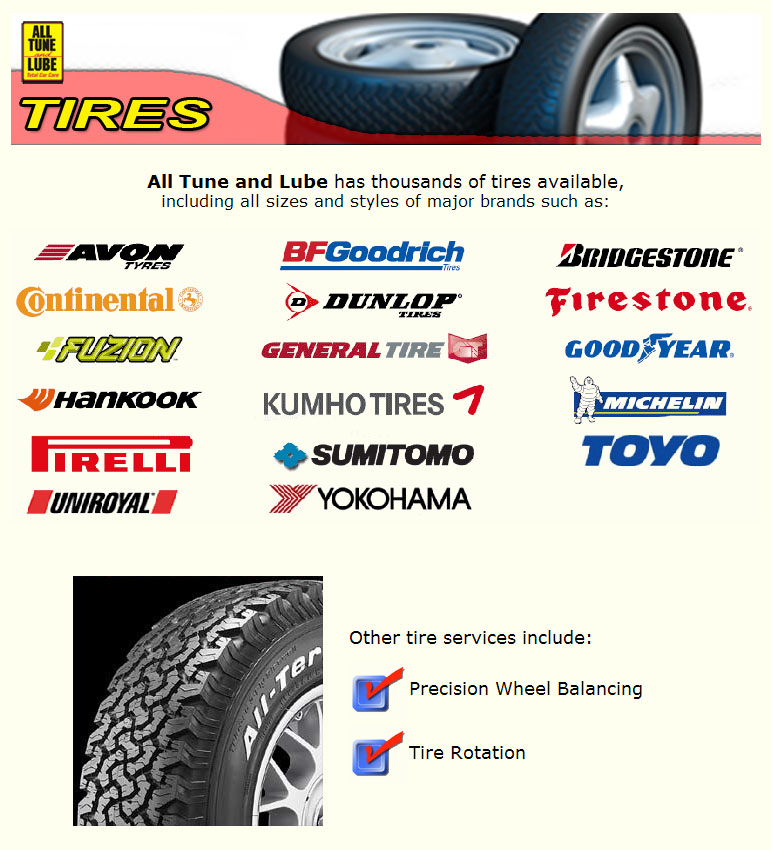 ALL
TUNE
and
LUBE
Total Car Care
TIRES
All Tune and Lube has thousands of tires available,
including all sizes and styles of major brands such as:
AVON
TYRES
BFGoodrich
Tires
BRIDGESTONE
Continental
DUNLOP
TIRES
Firestone
FUZION
GENERAL TIRE
GOODYEAR
HANKOOK
KUMHO TIRES
MICHELIN
PIRELLI
SUMITOMO
TOYO
UNIROYAL
YOKOHAMA
Other tire services include:
All-Ter
Precision Wheel Balancing
Tire Rotation